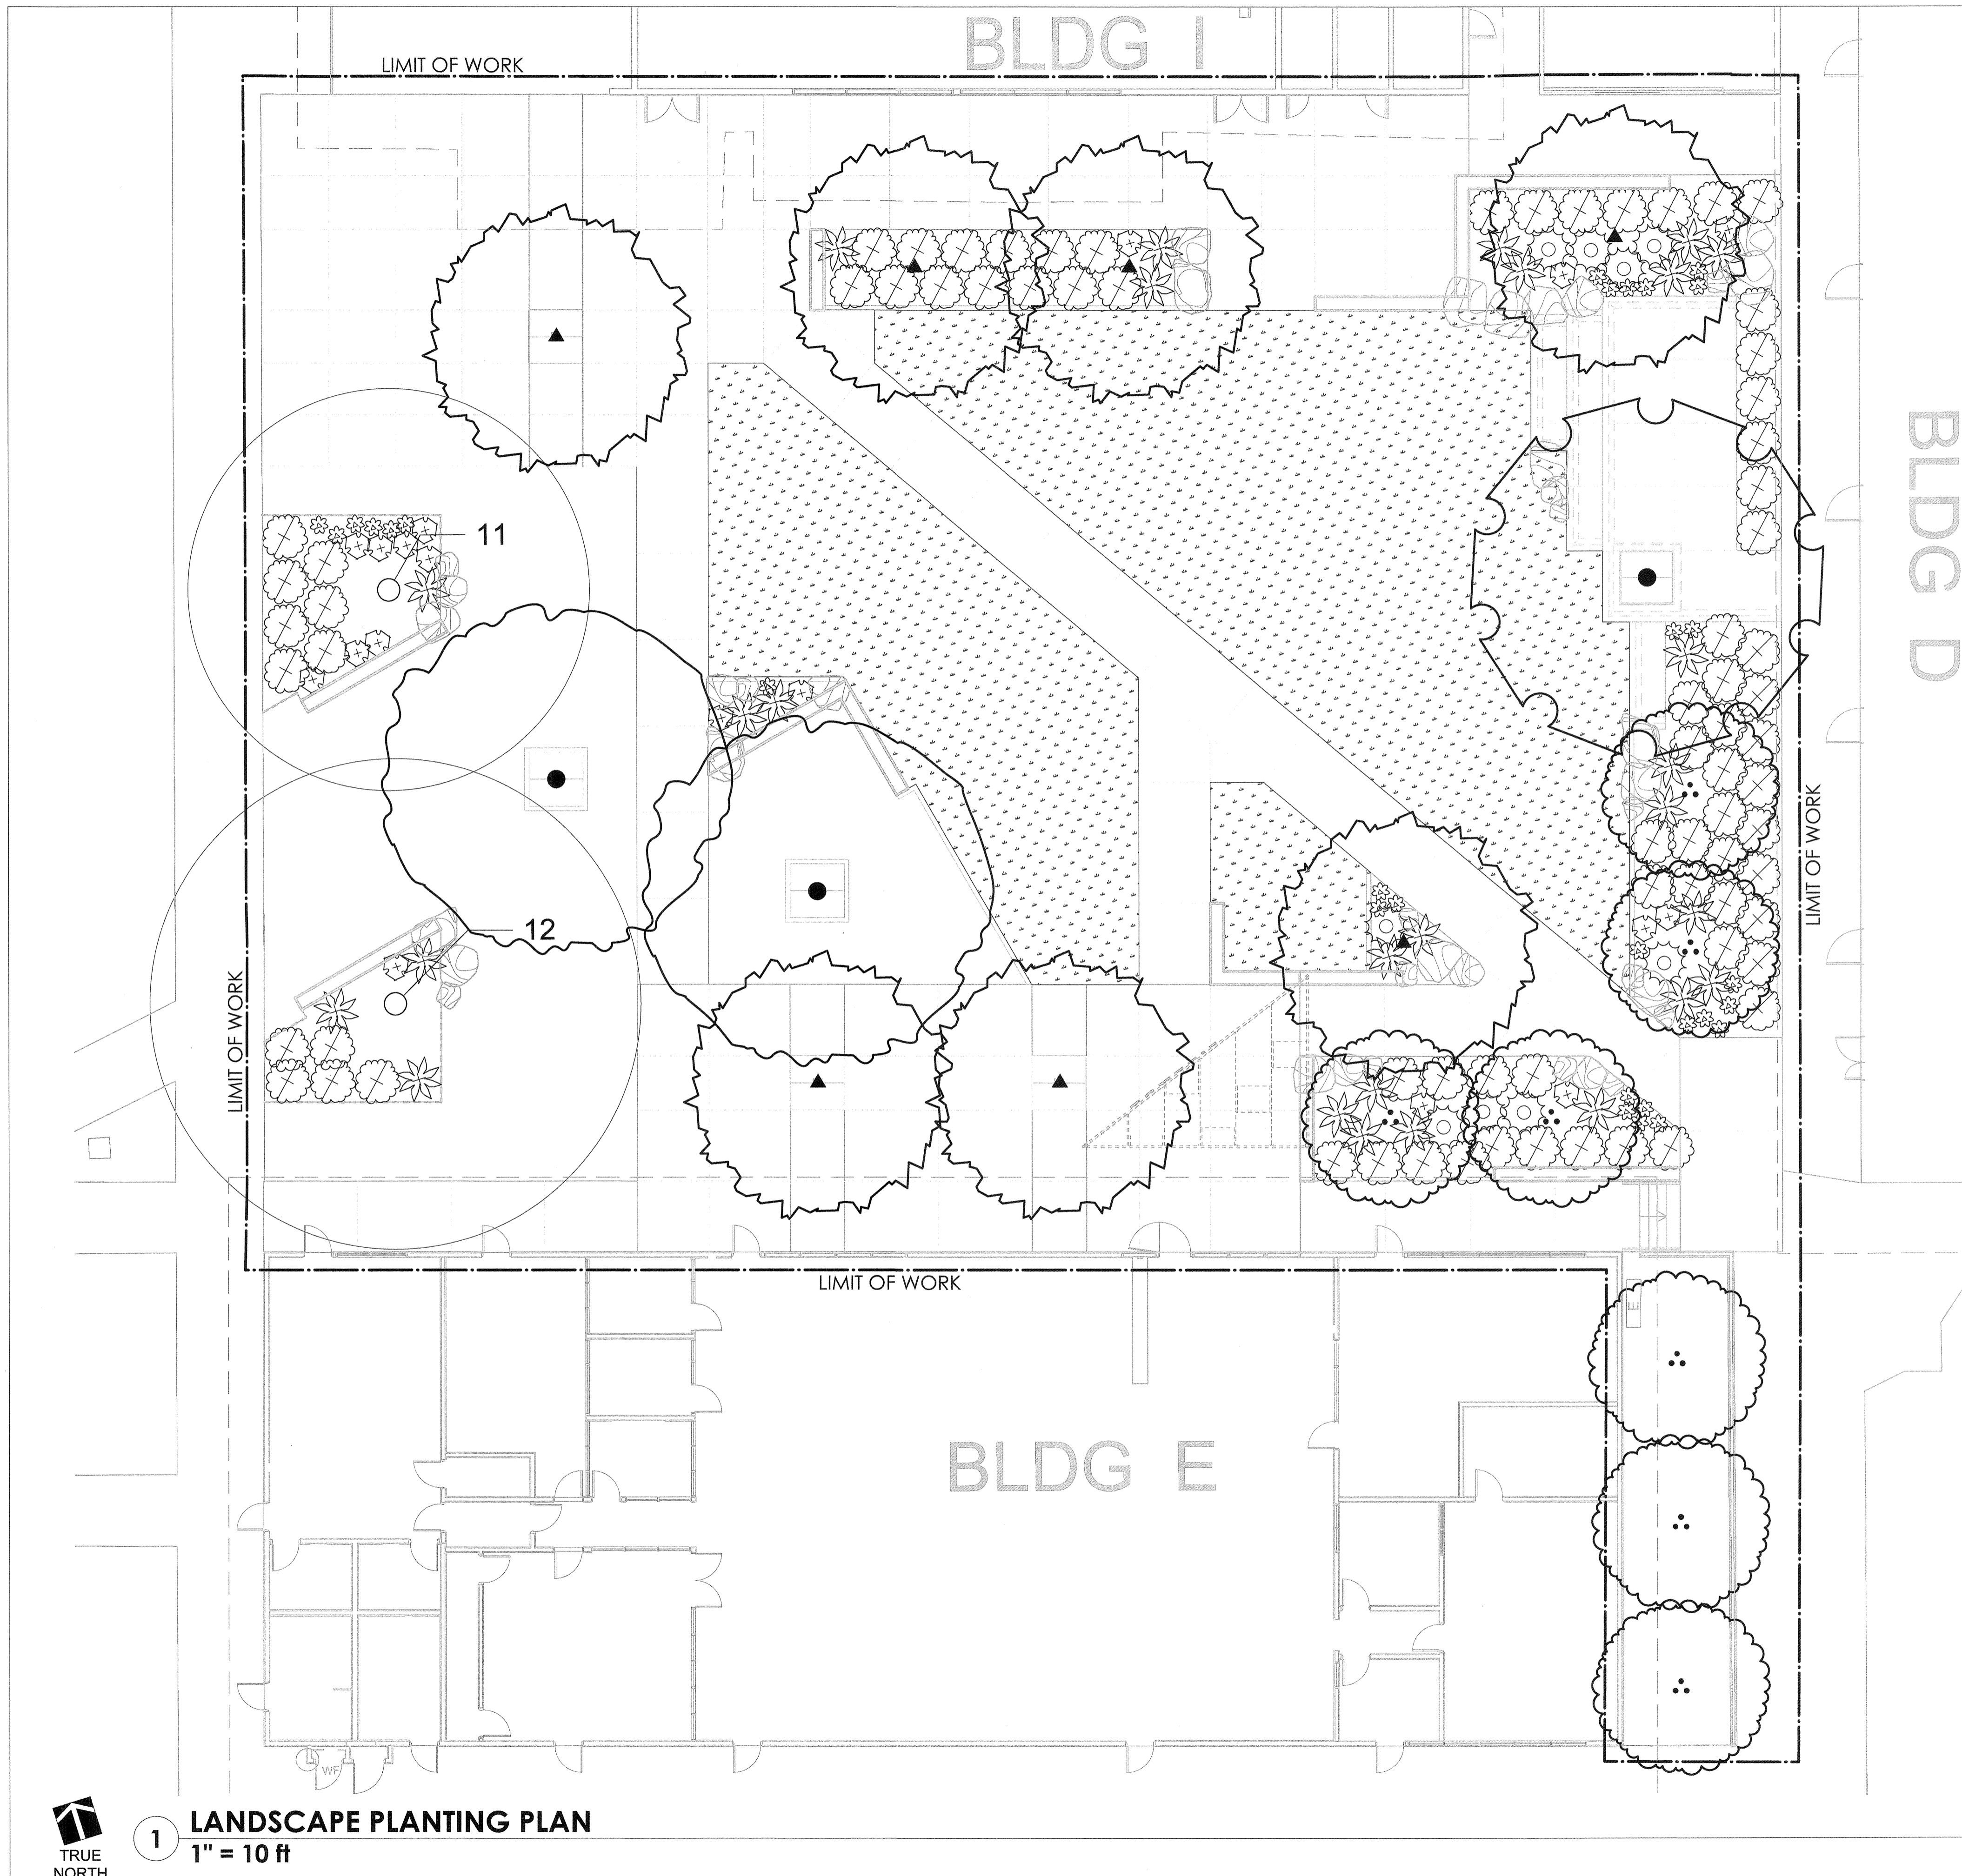 BLDG I
LIMIT OF WORK
BLDG D
11
LIMIT OF WORK
12
LIMIT OF WORK
LIMIT OF WORK
E
BLDG E
WF
1
LANDSCAPE PLANTING PLAN
1" = 10 ft
TRUE
NORTH